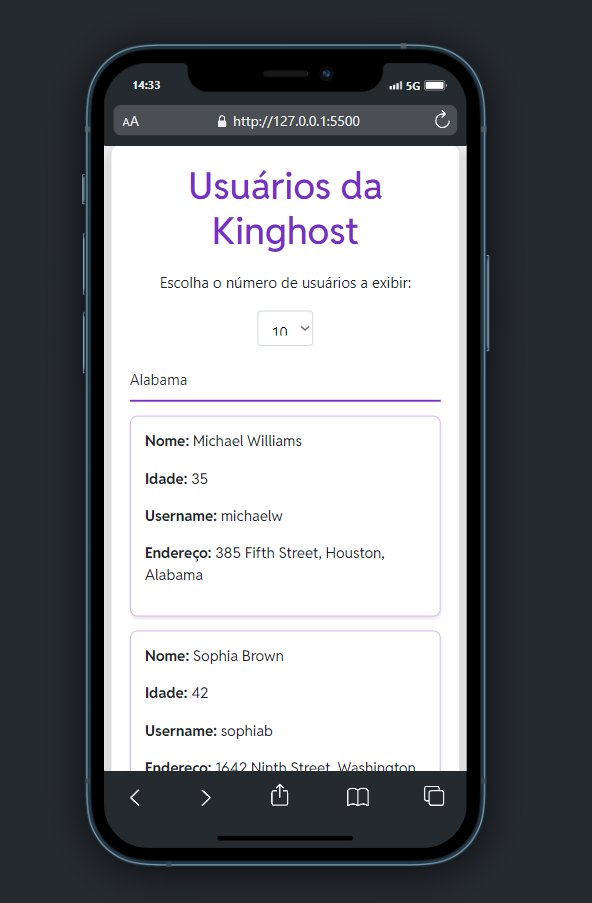 14:33
5G
AA
http://127.0.0.1:5500
Usuários da
Kinghost
Escolha o número de usuários a exibir:
10
Alabama
Nome: Michael Williams
Idade: 35
Username: michaelw
Endereço: 385 Fifth Street, Houston,
Alabama
Nome: Sophia Brown
Idade: 42
Username: sophiab
Endereço: 1642 Ninth Street, Washington,